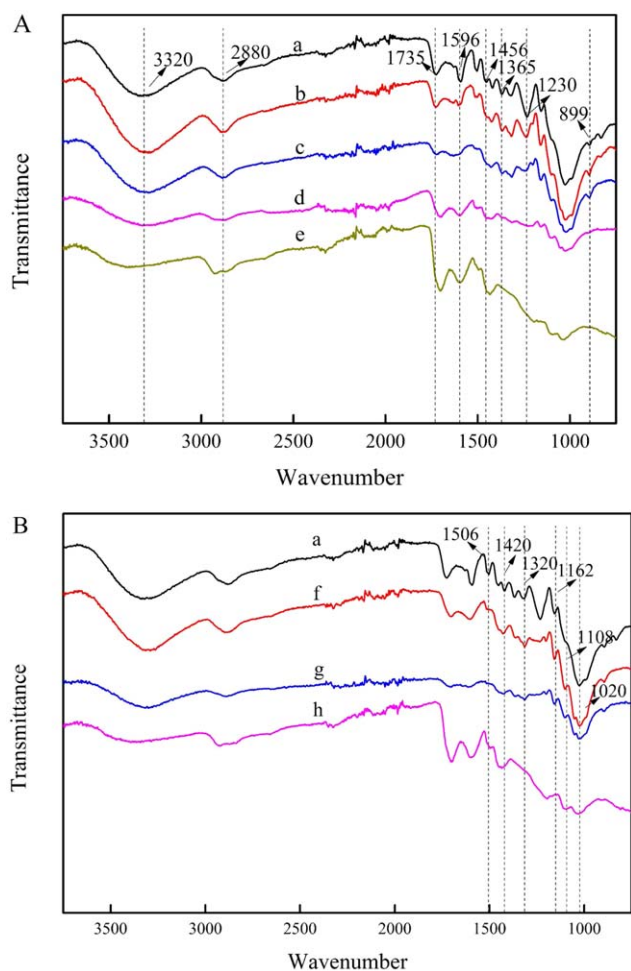 A
3320
2880
a
1735
1596
1456
1365
1230
899
b
c
d
e
Transmittance
3500 3000 2500 2000 1500 1000
Wavenumber
B
a
1506
1420
1320
1162
f
1108
g
1020
h
Transmittance
3500 3000 2500 2000 1500 1000
Wavenumber